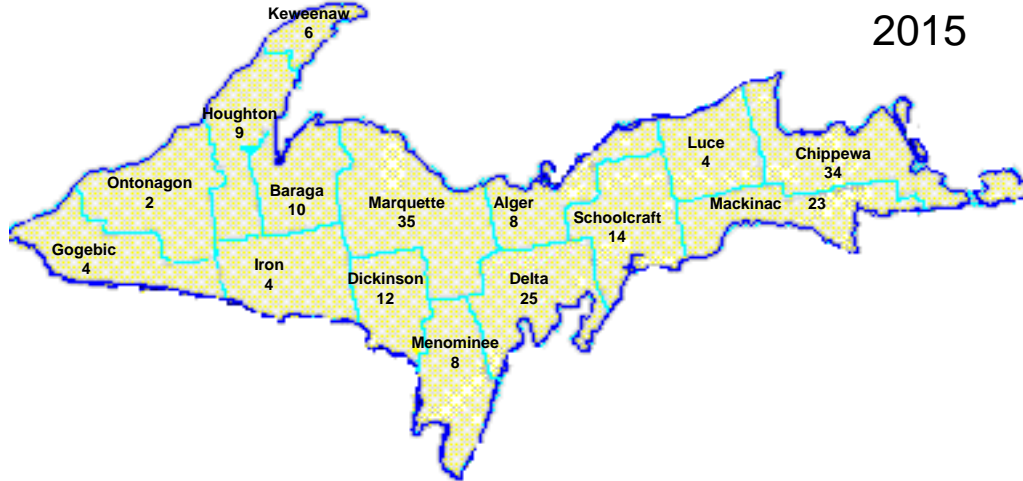 2015
Keweenaw
6
Houghton
9
Luce
4
Chippewa
34
Ontonagon
2
Baraga
10
Marquette
35
Alger
8
Mackinac 23
Schoolcraft
14
Gogebic
4
Iron
4
Dickinson
12
Delta
25
Menominee
8